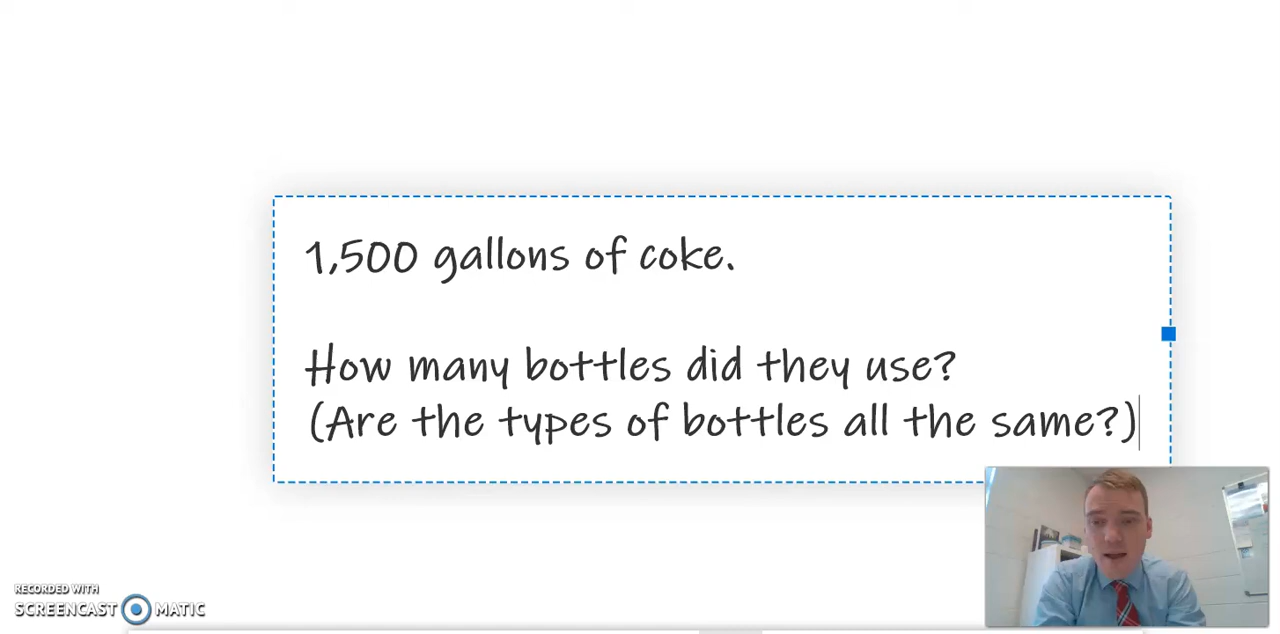 1,500 gallons of coke.
How many bottles did they use?
(Are the types of bottles all the same?)
RECORDED WITH
SCREENCAST MATIC